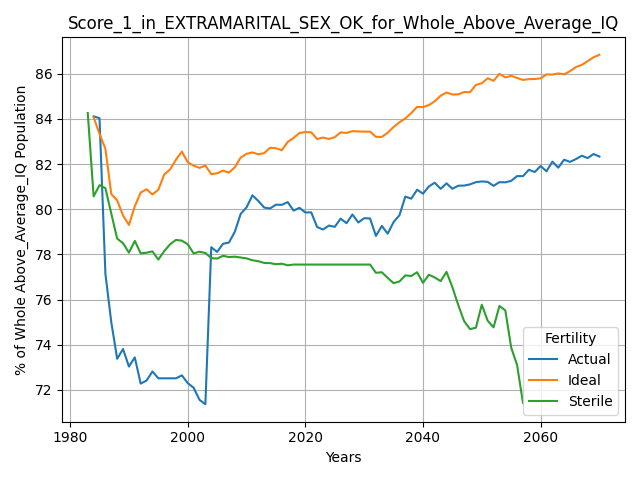 Score_1_in_EXTRAMARITAL_SEX_OK_for_Whole_Above_Average_IQ
% of Whole Above_Average_IQ Population
86
84
82
80
78
76
74
72
1980
2000
2020
2040
2060
Years
Fertility
Actual
Ideal
Sterile